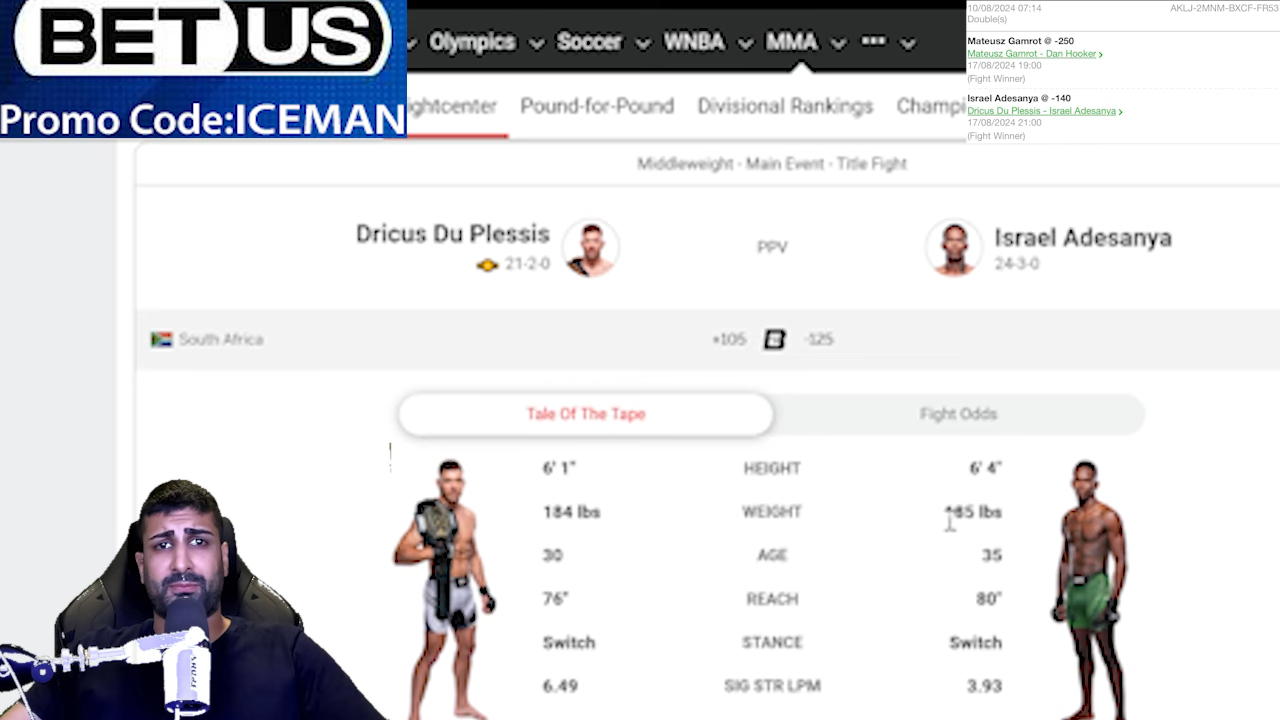 BETUS
Promo Code:ICEMAN
Olympics Soccer WNBA MMA •••
ightcenter Pound-for-Pound Divisional Rankings Champi
10/08/2024 07:14 AKLJ-2MNM-BXCF-FR53
Double(s)
Mateusz Gamrot @ -250
Mateusz Gamrot - Dan Hooker >
17/08/2024 19:00
(Fight Winner)
Israel Adesanya @ -140
Dricus Du Plessis - Israel Adesanya >
17/08/2024 21:00
(Fight Winner)
Middleweight · Main Event · Title Fight
Dricus Du Plessis
21-2-0
PPV
Israel Adesanya
24-3-0
South Africa +105 B -125
Tale Of The Tape Fight Odds
6' 1" HEIGHT 6' 4"
184 lbs WEIGHT 185 lbs
30 AGE 35
76" REACH 80"
Switch STANCE Switch
6.49 SIG STR LPM 3.93